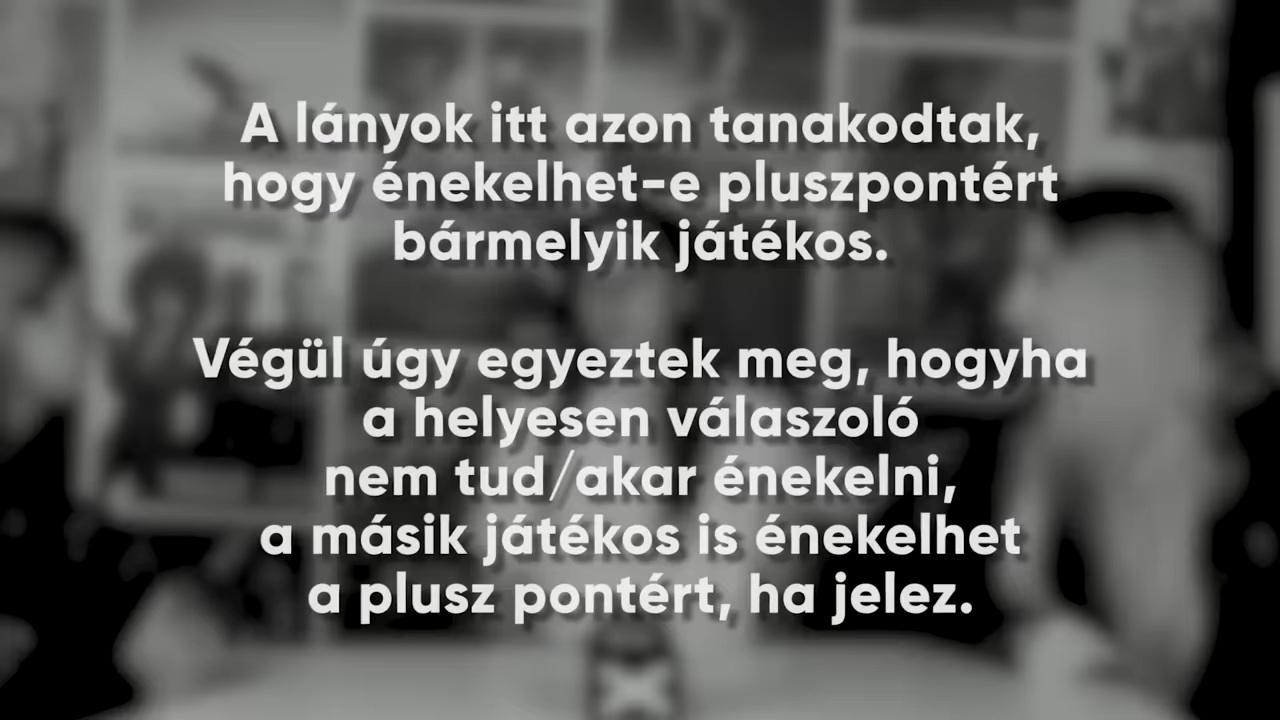 A lányok itt azon tanakodtak,
hogy énekelhet-e pluszpontért
bármelyik játékos.
Végül úgy egyeztek meg, hogyha
a helyesen válaszoló
nem tud/akar énekelni,
a másik játékos is énekelhet
a plusz pontért, ha jelez.